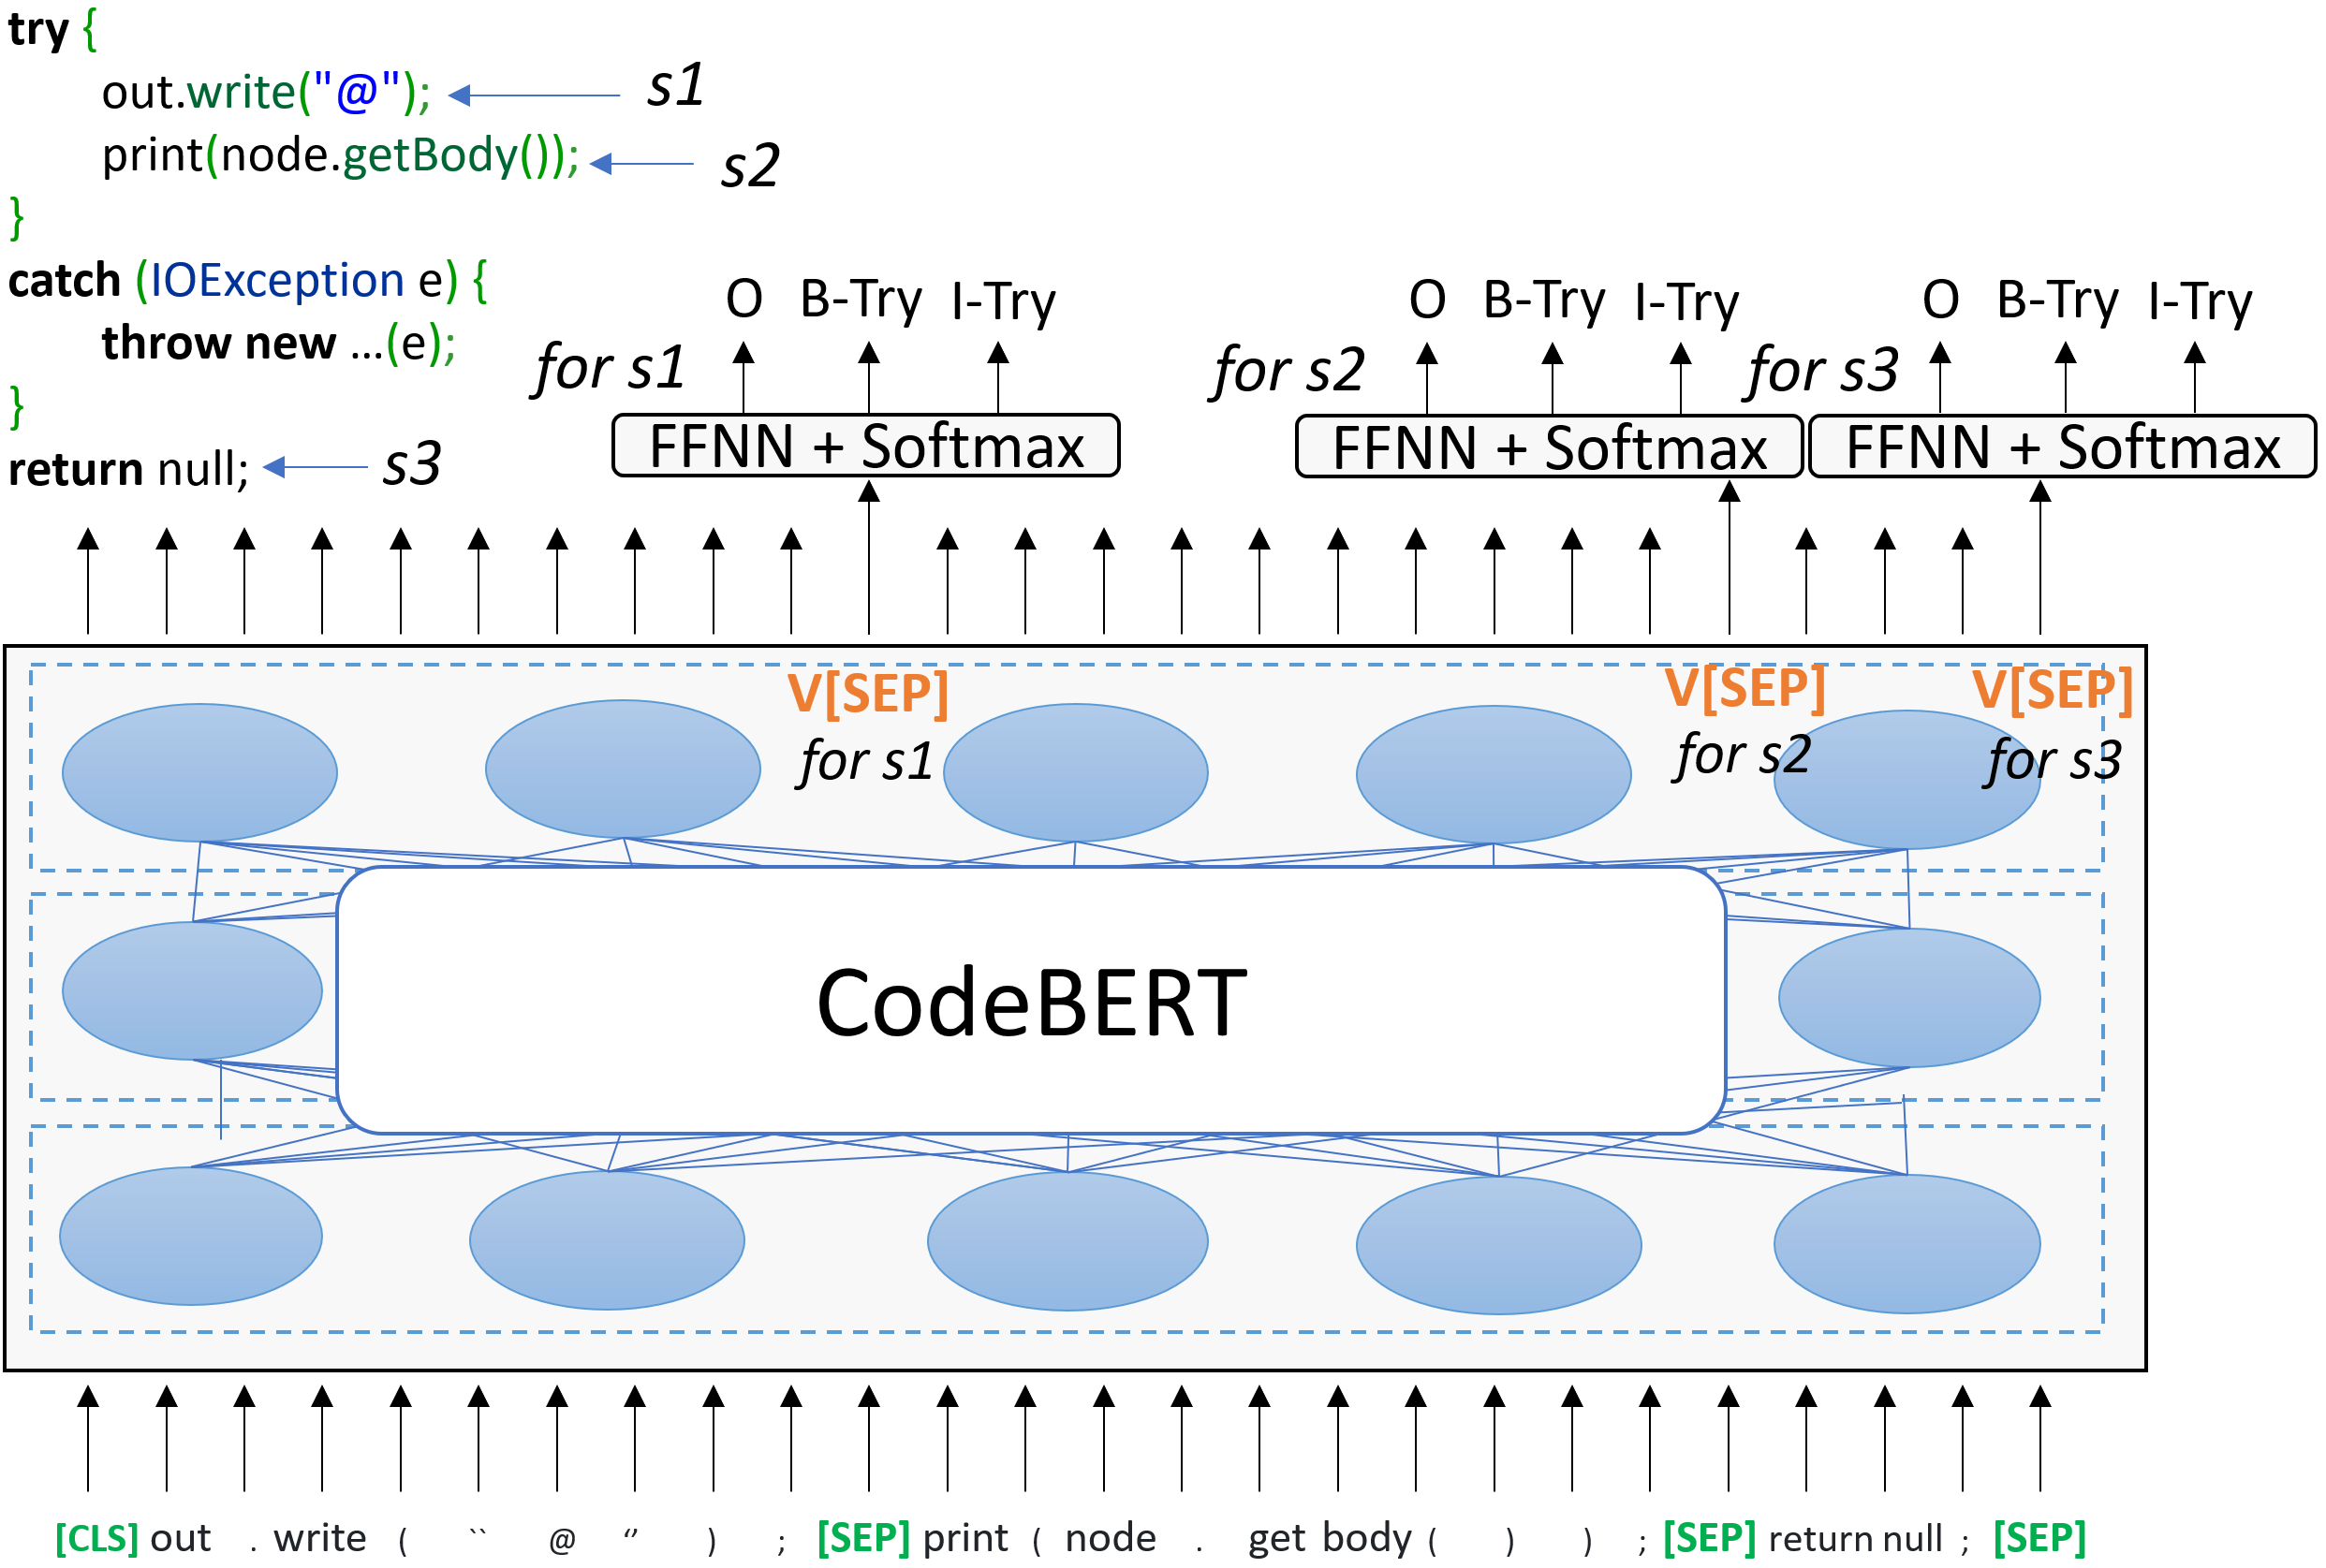 try {
out.write("@"); s1
print(node.getBody()); s2
}
catch (IOException e) {
throw new ...(e);
}
return null; s3
O B-Try I-Try
for s1
FFNN + Softmax
O B-Try I-Try
for s2
FFNN + Softmax
O B-Try I-Try
for s3
FFNN + Softmax
V[SEP]
for s1
V[SEP]
for s2
V[SEP]
for s3
CodeBERT
[CLS] out . write ( `` @ “” ) ; [SEP] print ( node . get body ( ) ) ; [SEP] return null ; [SEP]